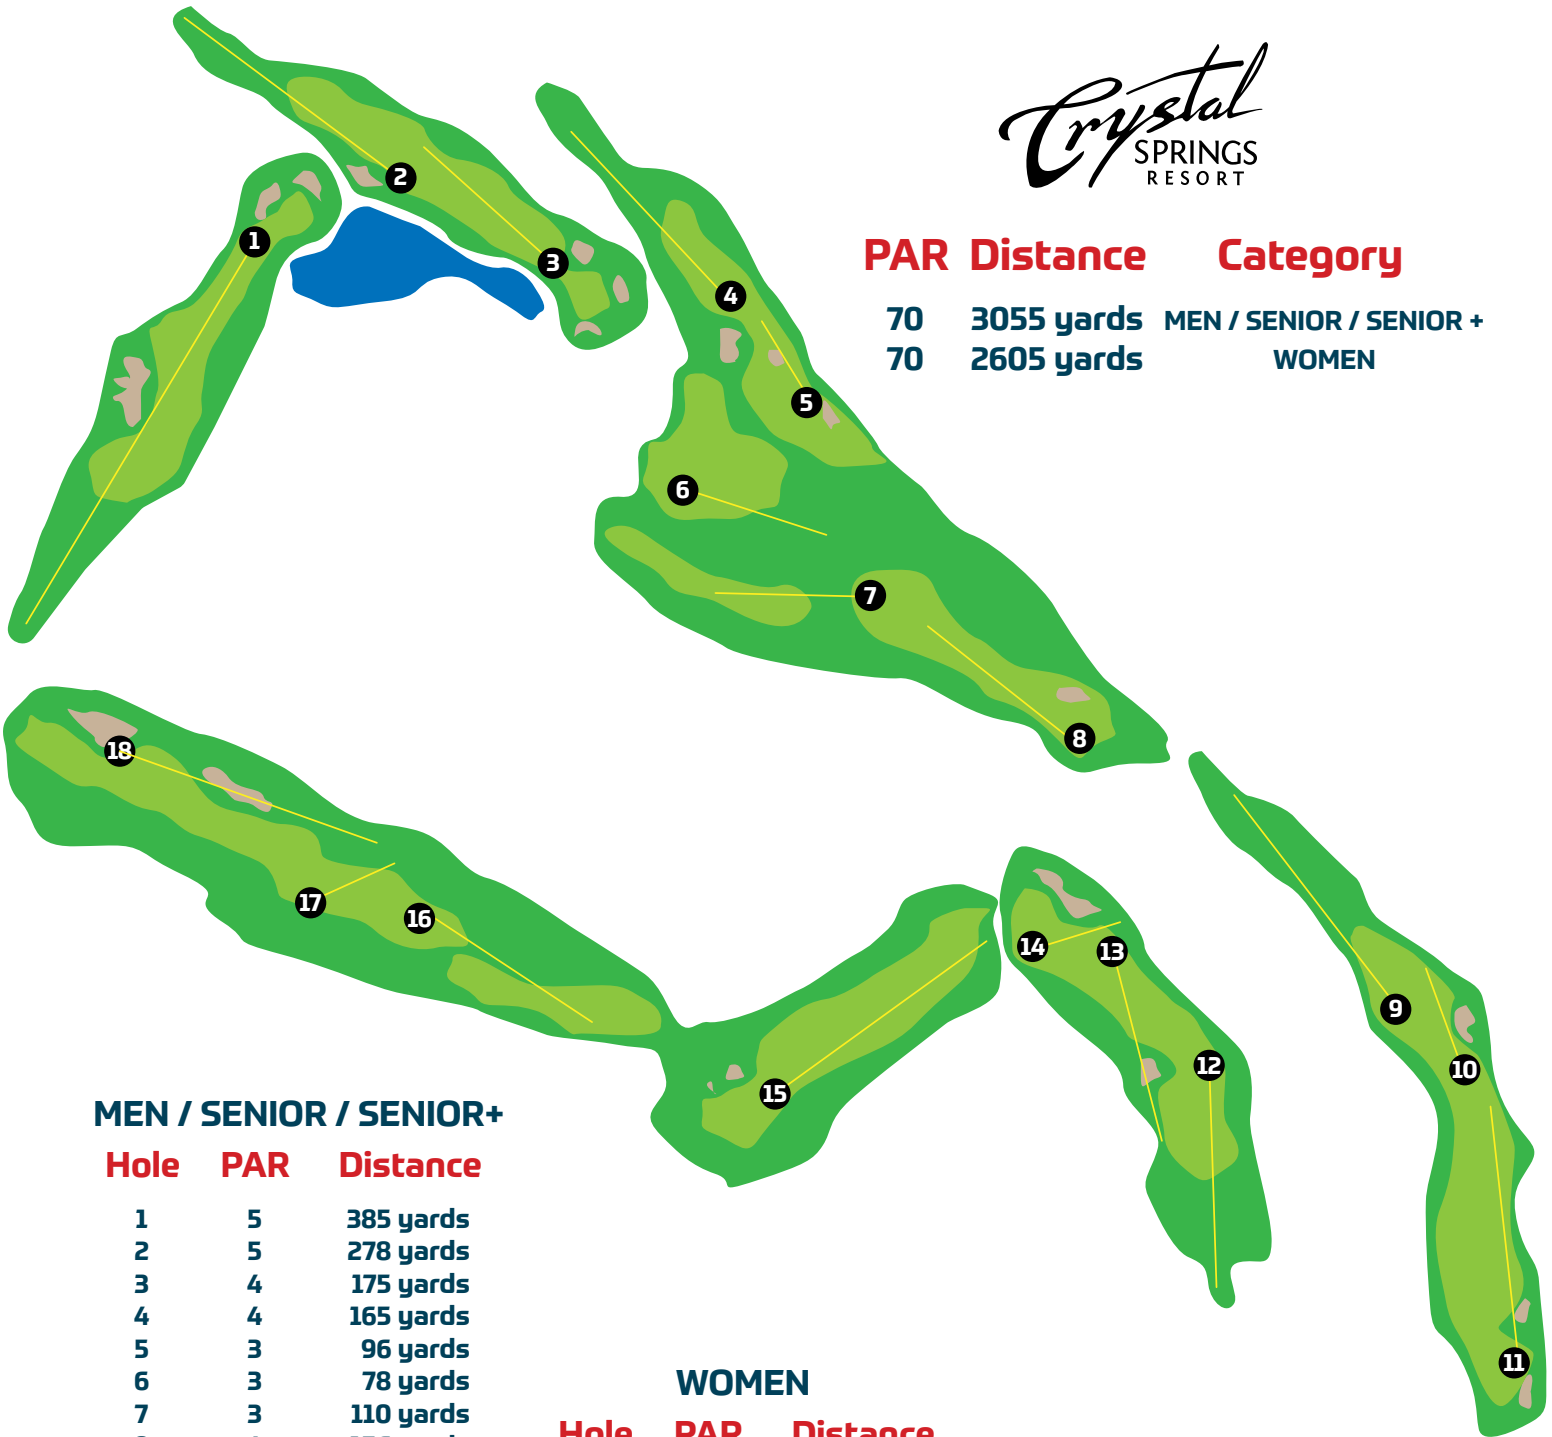 Crystal
SPRINGS
RESORT
PAR Distance Category
70 3055 yards MEN / SENIOR / SENIOR +
70 2605 yards WOMEN
1
2
3
4
5
6
7
8
9
10
11
12
13
14
15
16
17
18
MEN / SENIOR / SENIOR+
Hole PAR Distance
1 5 385 yards
2 5 278 yards
3 4 175 yards
4 4 165 yards
5 3 96 yards
6 3 78 yards
7 3 110 yards
WOMEN
Hole PAR Distance